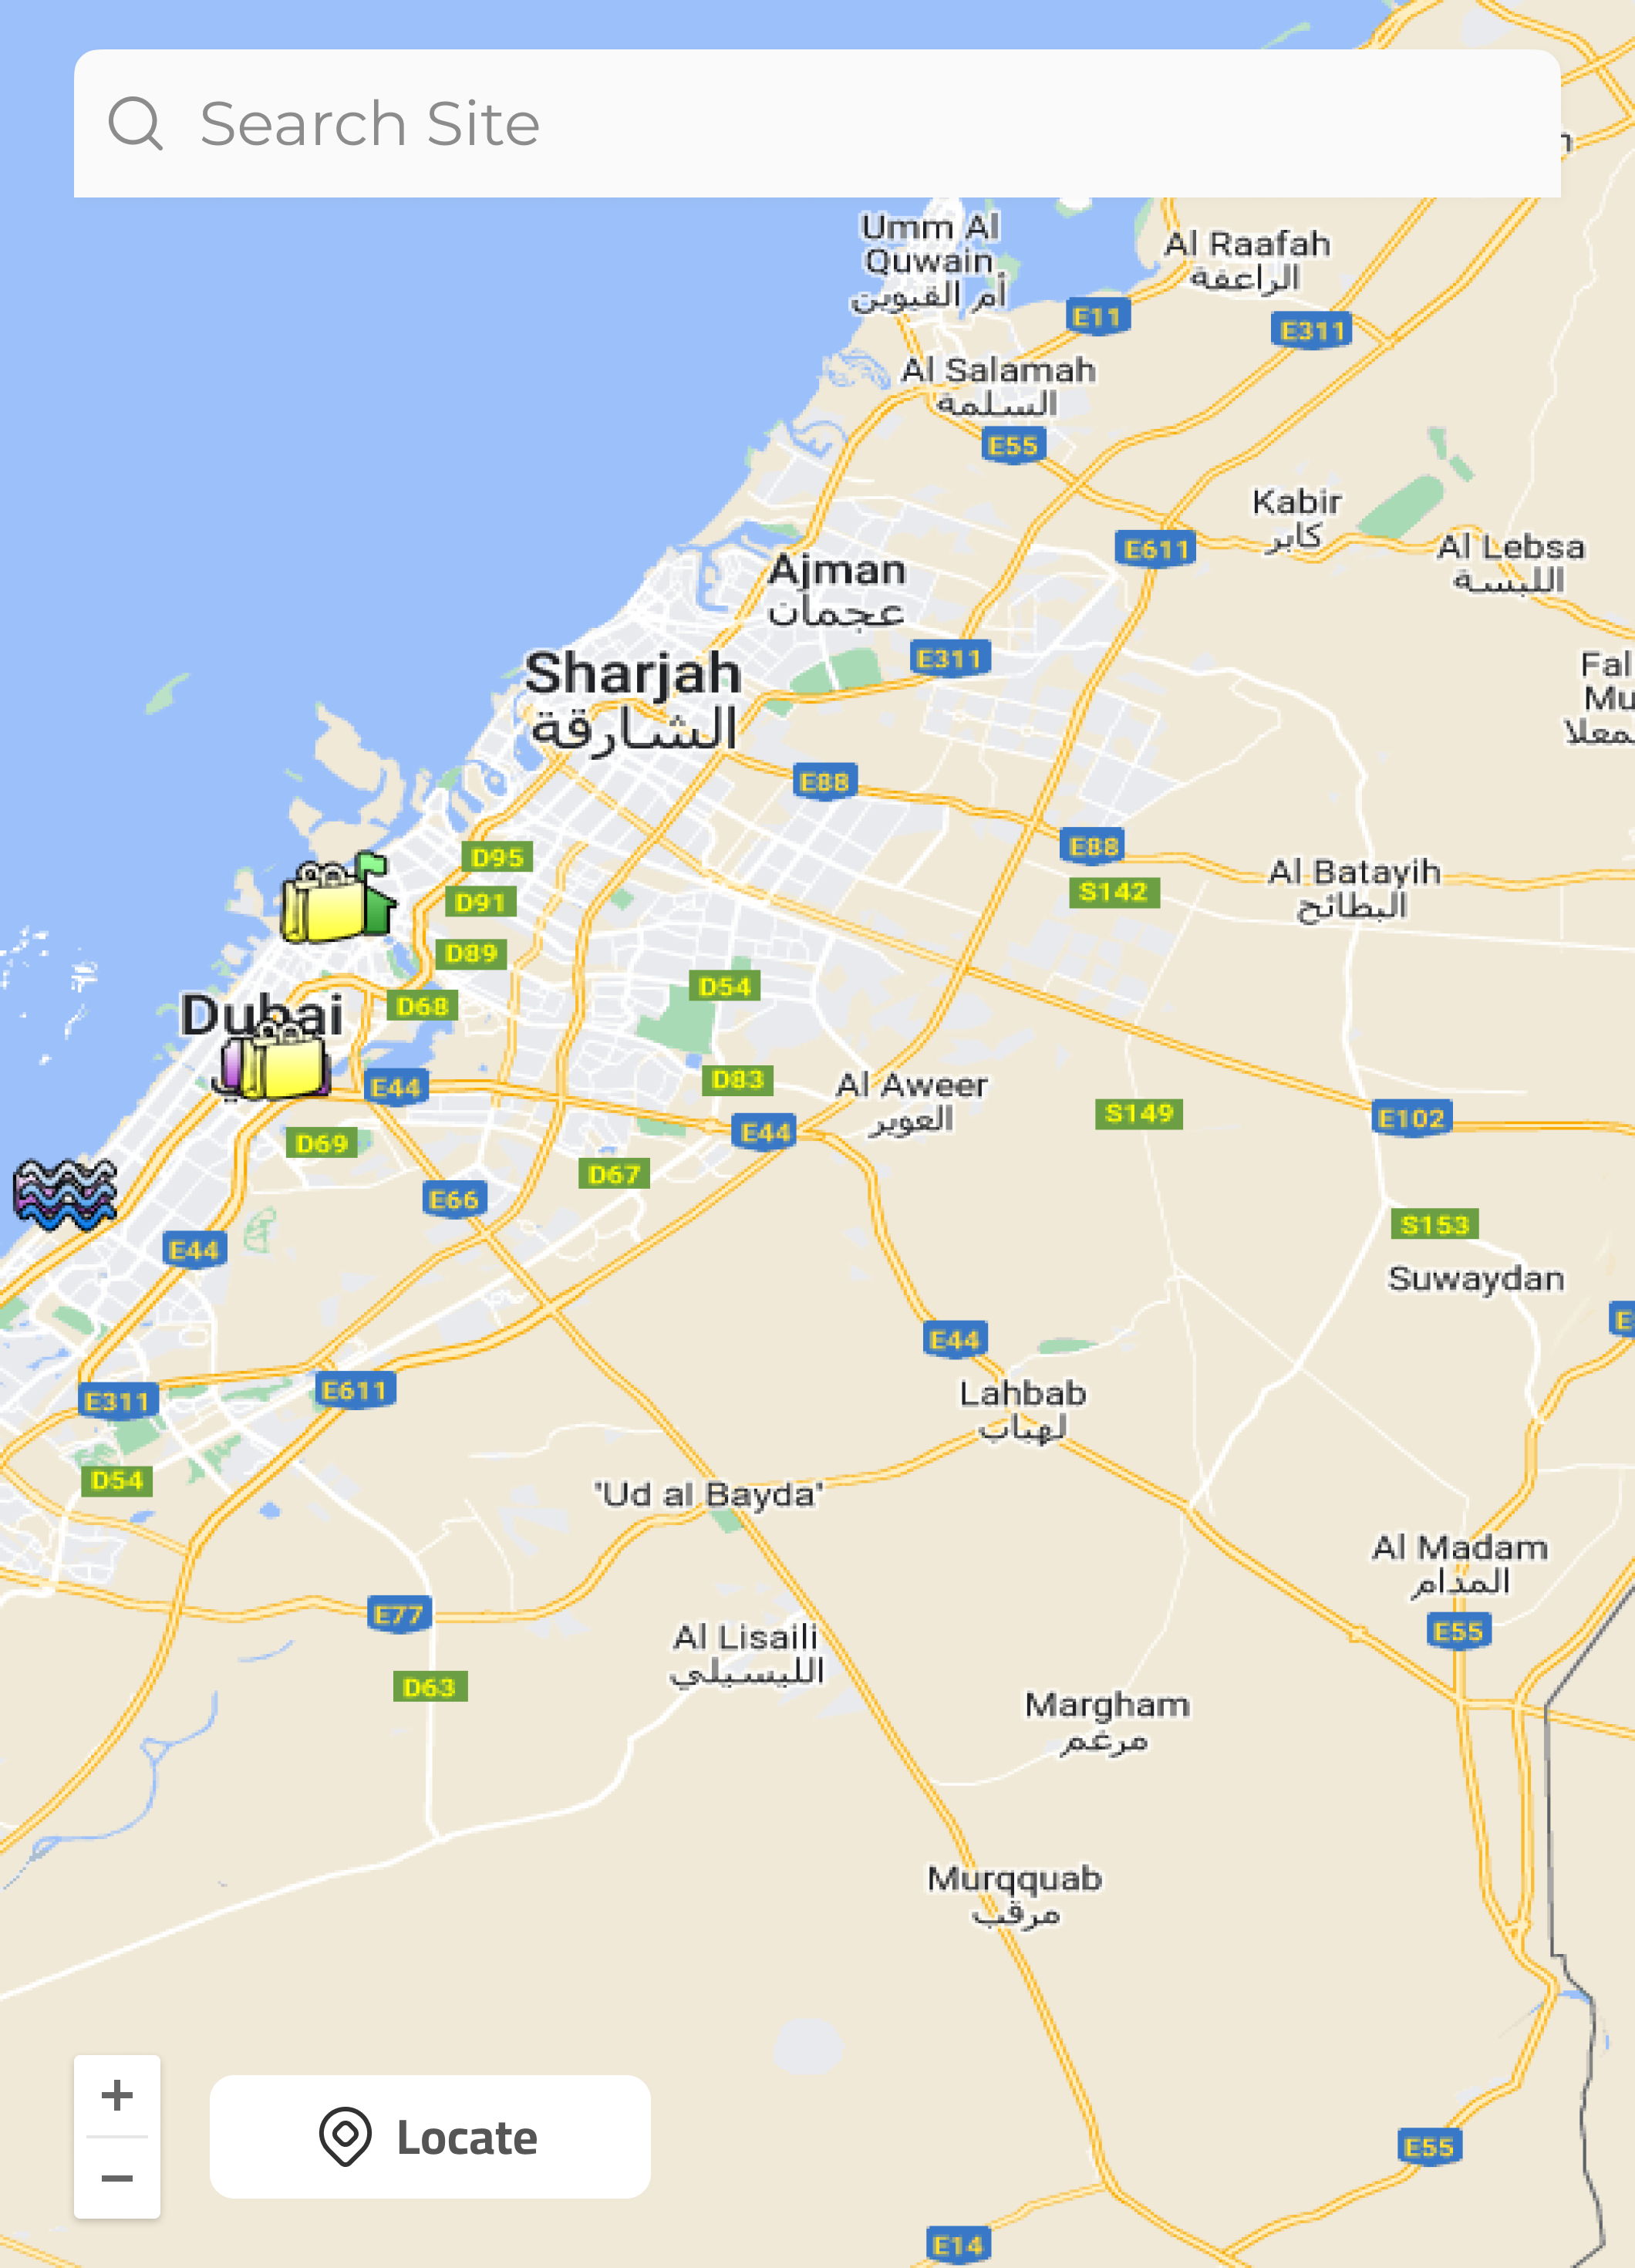 Search Site
Umm Al
Quwain
أم القيوين
Al Raafah
الراعفة
E11
E311
Al Salamah
السلمة
E55
Kabir
كابر
E611
Al Lebsa
اللبسة
Ajman
عجمان
E311
Sharjah
الشارقة
Fal
Mu
E88
E88
D95
Al Batayih
البطائح
S142
D91
D89
D54
D68
Dubai
D83
E44
Al Aweer
العوير
S149
E102
E44
D69
D67
E66
S153
E44
Suwaydan
E44
E311
E611
Lahbab
لهباب
D54
'Ud al Bayda'
Al Madam
المدام
E77
E55
Al Lisaili
الليسيلي
D63
Margham
مرغم
Murqquab
مرقب
+
Locate
−
E55
E14